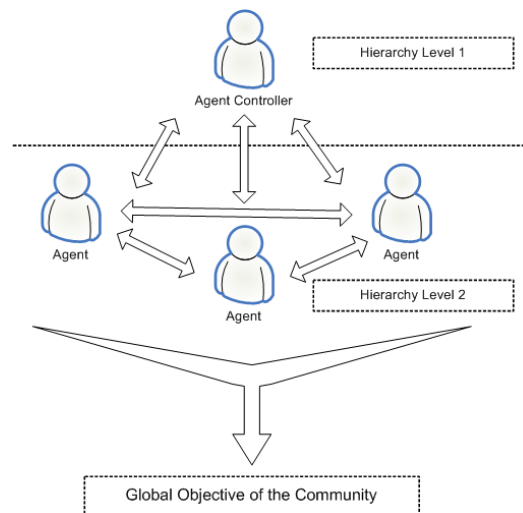 Hierarchy Level 1
Agent Controller
Agent
Agent
Agent
Hierarchy Level 2
Global Objective of the Community